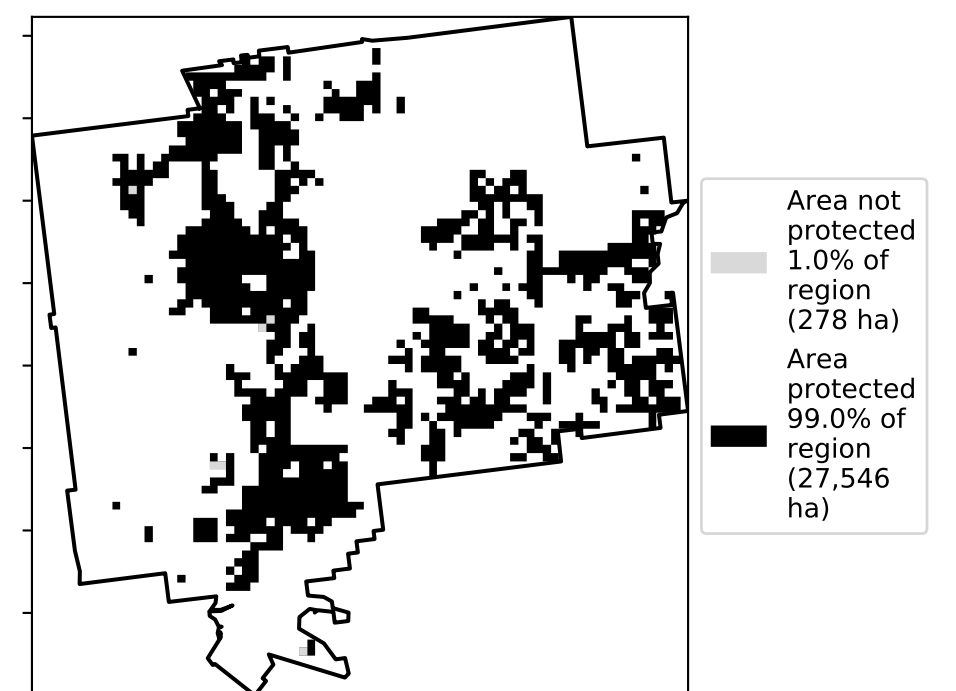 Area not
protected
1.0% of
region
(278 ha)
Area
protected
99.0% of
region
(27,546
ha)